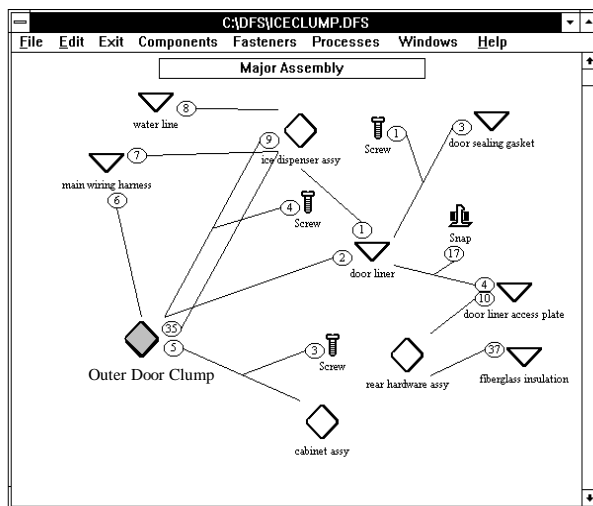 C:\DFS\ICECLUMP.DFS
File Edit Exit Components Fasteners Processes Windows Help
Major Assembly
8
water line
9
ice dispenser assy
1
Screw
3
door sealing gasket
7
main wiring harness
6
4
Screw
1
Snap
17
2
door liner
4
10
door liner access plate
35
5
Outer Door Clump
3
Screw
rear hardware assy
37
fiberglass insulation
cabinet assy